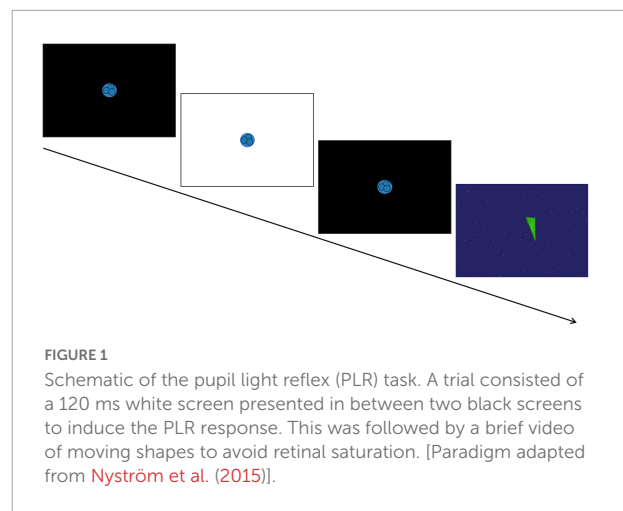 FIGURE 1
Schematic of the pupil light reflex (PLR) task. A trial consisted of
a 120 ms white screen presented in between two black screens
to induce the PLR response. This was followed by a brief video
of moving shapes to avoid retinal saturation. [Paradigm adapted
from Nyström et al. (2015)].